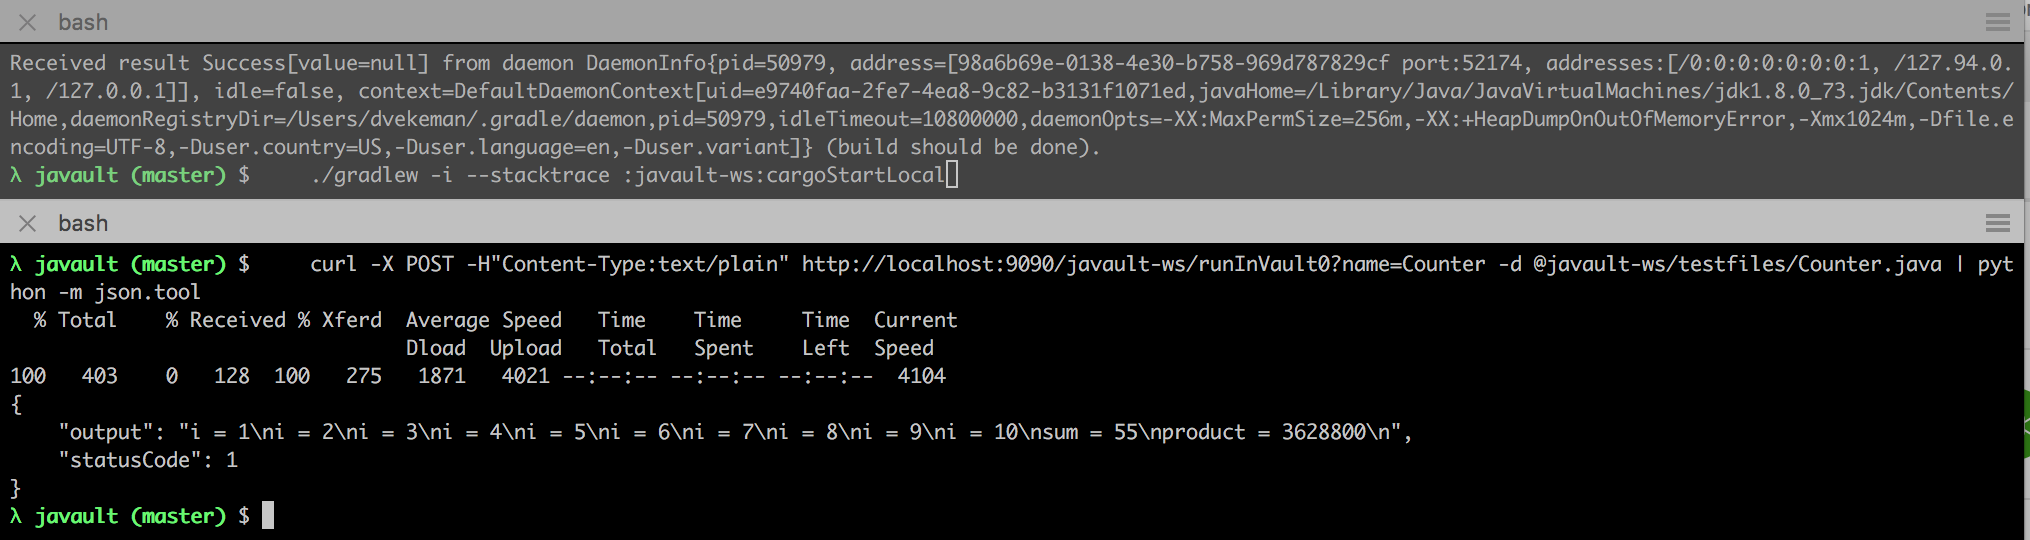 bash
Received result Success[value=null] from daemon DaemonInfo{pid=50979, address=[98a6b69e-0138-4e30-b758-969d787829cf port:52174, addresses:[/0:0:0:0:0:0:0:1, /127.94.0.
1, /127.0.0.1]], idle=false, context=DefaultDaemonContext[uid=e9740faa-2fe7-4ea8-9c82-b3131f1071ed,javaHome=/Library/Java/JavaVirtualMachines/jdk1.8.0_73.jdk/Contents/
Home,daemonRegistryDir=/Users/dvekeman/.gradle/daemon,pid=50979,idleTimeout=10800000,daemonOpts=-XX:MaxPermSize=256m,-XX:+HeapDumpOnOutOfMemoryError,-Xmx1024m,-Dfile.e
ncoding=UTF-8,-Duser.country=US,-Duser.language=en,-Duser.variant]} (build should be done).
λ javault (master) $     ./gradlew -i --stacktrace :javault-ws:cargoStartLocal
bash
λ javault (master) $     curl -X POST -H"Content-Type:text/plain" http://localhost:9090/javault-ws/runInVault0?name=Counter -d @javault-ws/testfiles/Counter.java | pyt
hon -m json.tool
  % Total    % Received % Xferd  Average Speed   Time    Time     Time  Current
                                 Dload  Upload   Total   Spent    Left  Speed
100   403    0   128  100   275   1871   4021 --:--:-- --:--:-- --:--:--  4104
{
    "output": "i = 1\ni = 2\ni = 3\ni = 4\ni = 5\ni = 6\ni = 7\ni = 8\ni = 9\ni = 10\nsum = 55\nproduct = 3628800\n",
    "statusCode": 1
}
λ javault (master) $